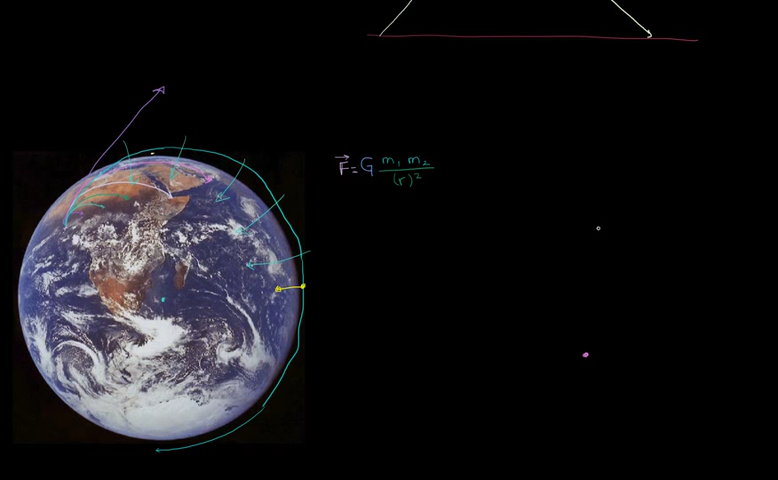 F⃗ = G m₁ m₂ / (r)²